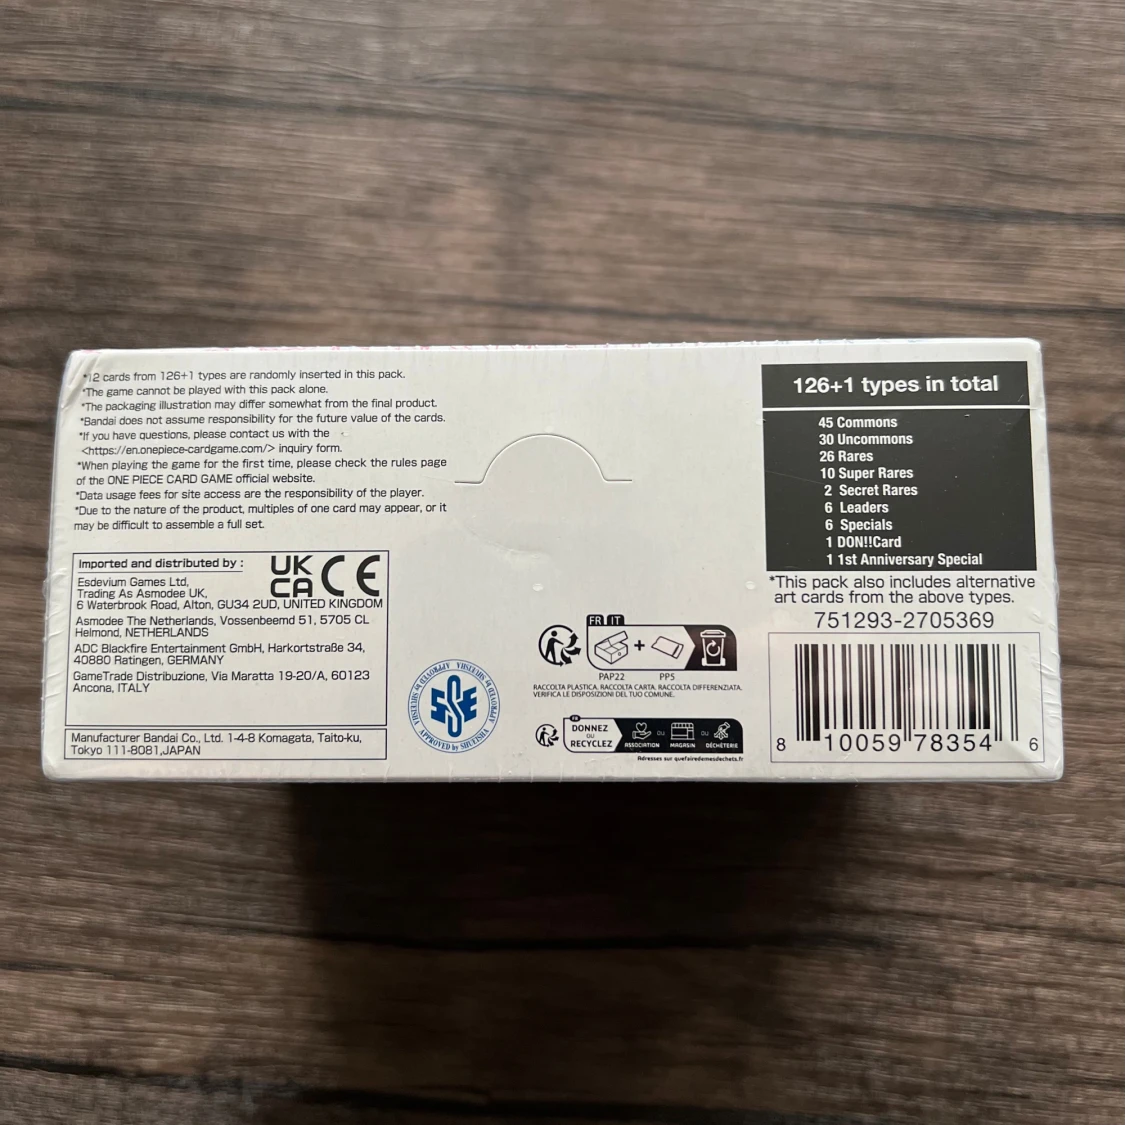 *12 cards from 126+1 types are randomly inserted in this pack.
*The game cannot be played with this pack alone.
*The packaging illustration may differ somewhat from the final product.
*Bandai does not assume responsibility for the future value of the cards.
*If you have questions, please contact us with the
<https://en.onepiece-cardgame.com/> inquiry form.
*When playing the game for the first time, please check the rules page
of the ONE PIECE CARD GAME official website.
*Data usage fees for site access are the responsibility of the player.
*Due to the nature of the product, multiples of one card may appear, or it
may be difficult to assemble a full set.
Imported and distributed by :
UK
CA CE
Esdevium Games Ltd,
Trading As Asmodee UK,
6 Waterbrook Road, Alton, GU34 2UD, UNITED KINGDOM
Asmodee The Netherlands, Vossenbeemd 51, 5705 CL
Helmond, NETHERLANDS
ADC Blackfire Entertainment GmbH, Harkortstraße 34,
40880 Ratingen, GERMANY
GameTrade Distribuzione, Via Maratta 19-20/A, 60123
Ancona, ITALY
Manufacturer Bandai Co., Ltd. 1-4-8 Komagata, Taito-ku,
Tokyo 111-8081,JAPAN
APPROVED by SHUEISHA APPROVED by SHUEISHA
FR IT
+
PAP22 PP5
RACCOLTA PLASTICA. RACCOLTA CARTA. RACCOLTA DIFFERENZIATA.
VERIFICA LE DISPOSIZIONI DEL TUO COMUNE.
FR
DONNEZ
OU
RECYCLEZ
OU OU
ASSOCIATION MAGASIN DÉCHÈTERIE
Adresses sur quefairedemesdechets.fr
126+1 types in total
45 Commons
30 Uncommons
26 Rares
10 Super Rares
2 Secret Rares
6 Leaders
6 Specials
1 DON!!Card
1 1st Anniversary Special
*This pack also includes alternative
art cards from the above types.
751293-2705369
8 10059 78354 6